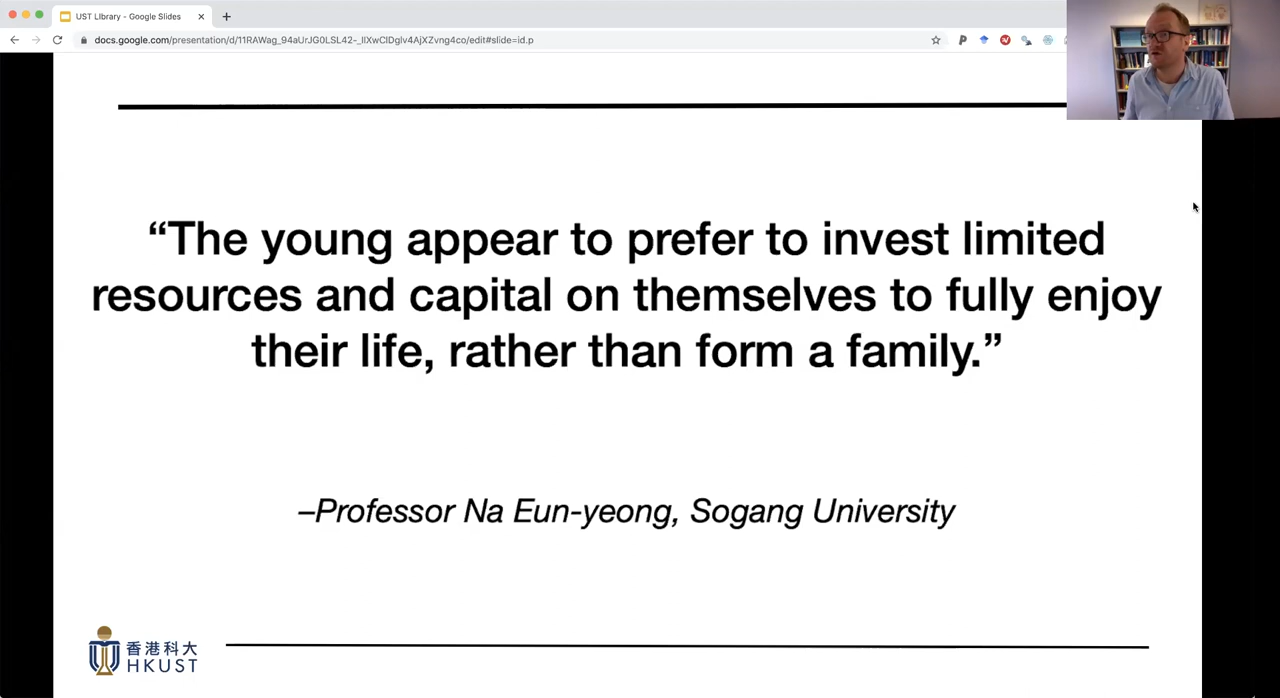 UST LIbrary - Google Slides
docs.google.com/presentation/d/11RAWag_94aUrJG0LSL42-_lIXwClDglv4AjXZvng4co/edit#slide=id.p
“The young appear to prefer to invest limited
resources and capital on themselves to fully enjoy
their life, rather than form a family.”
–Professor Na Eun-yeong, Sogang University
香港科大
HKUST